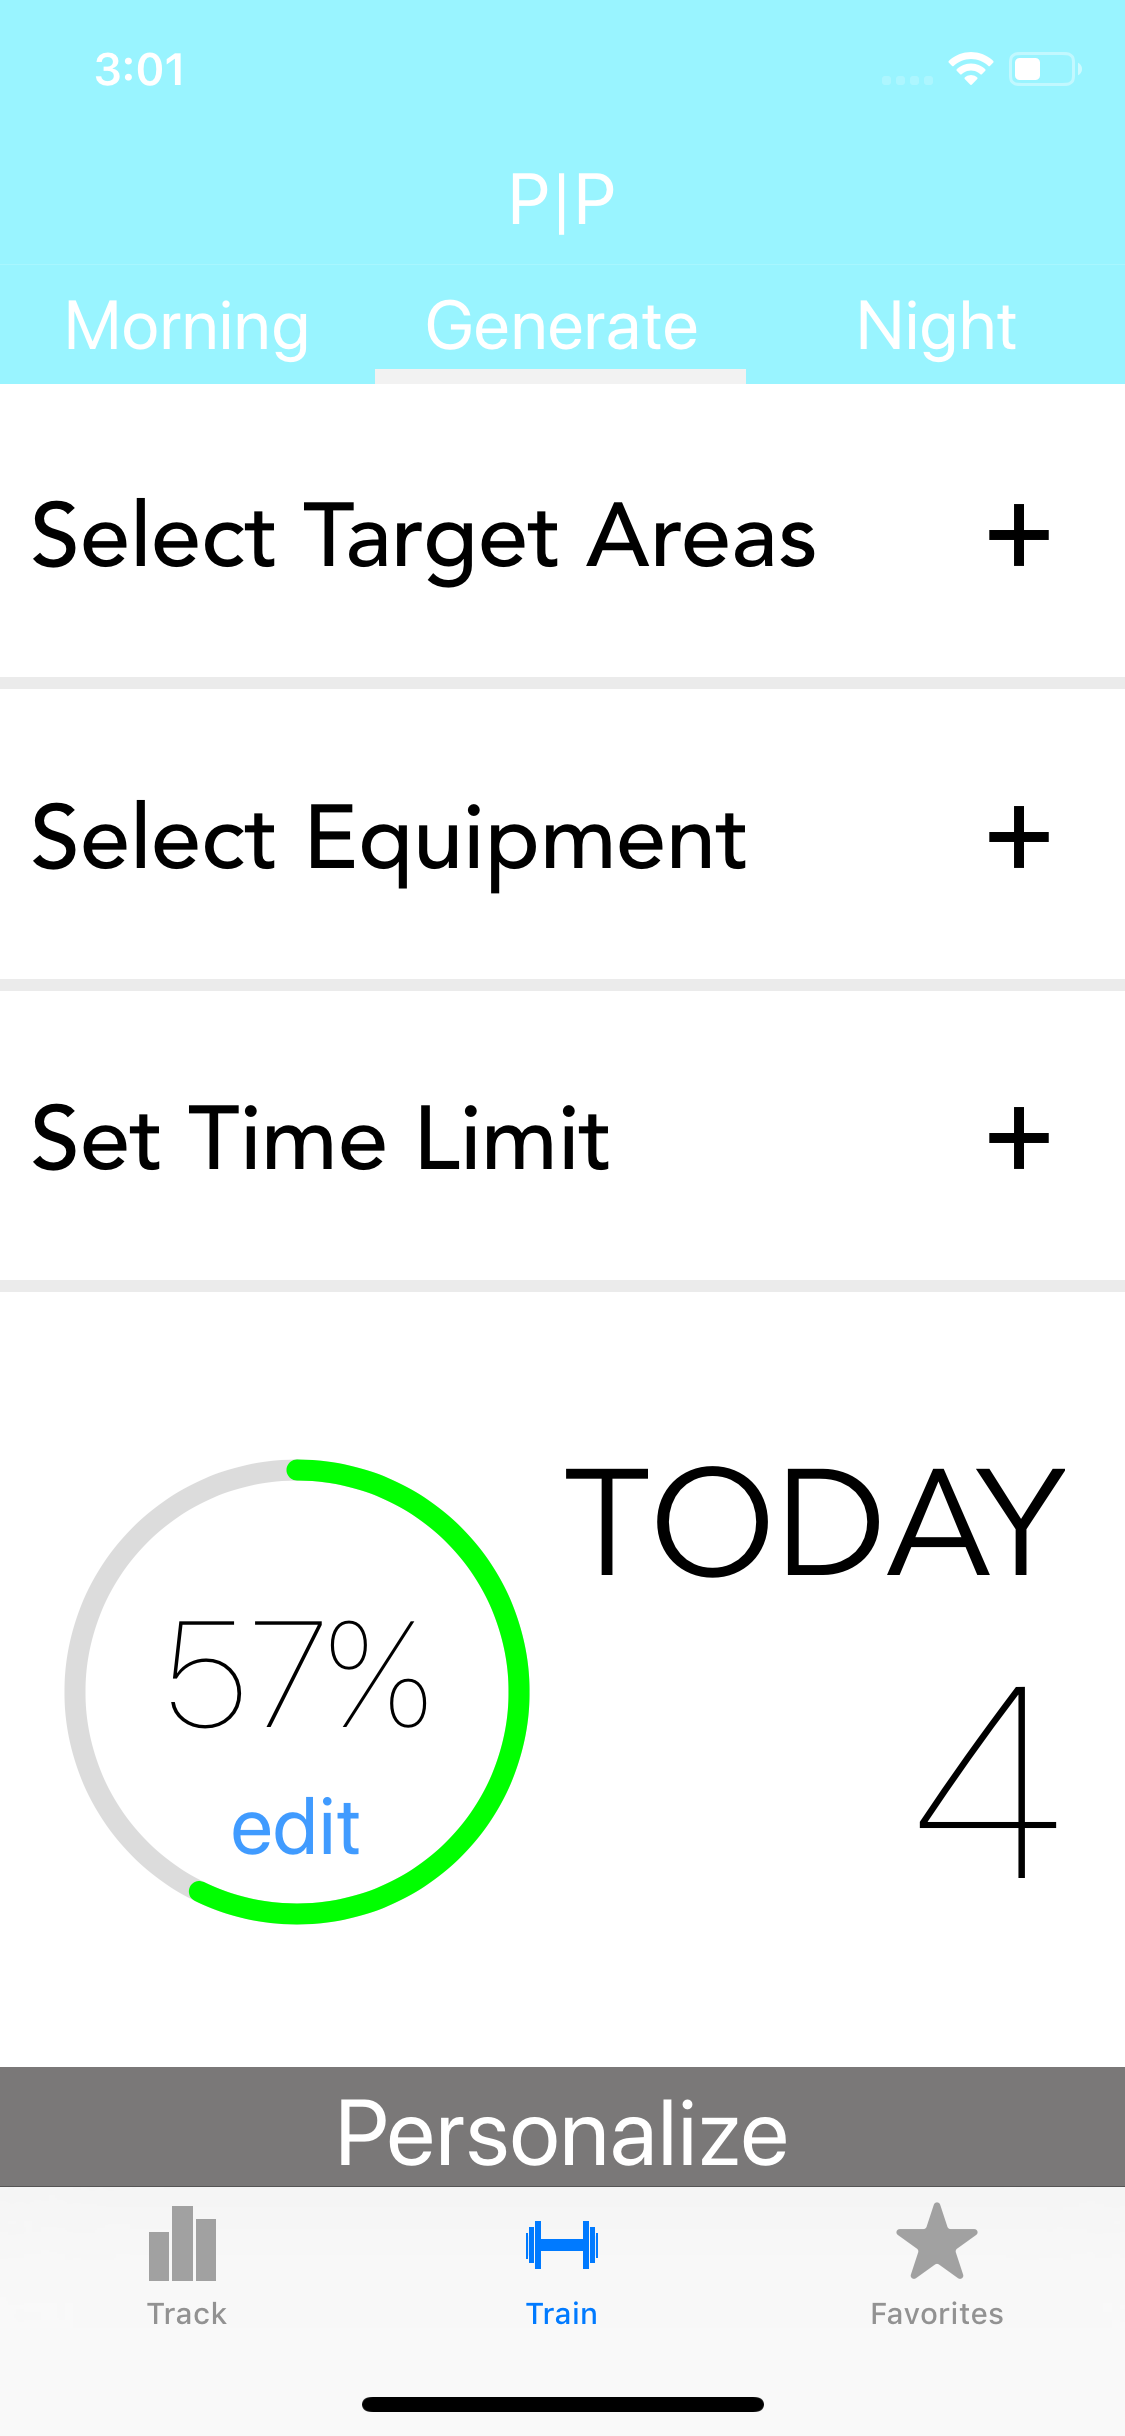 3:01
P|P
Morning Generate Night
Select Target Areas +
Select Equipment +
Set Time Limit +
TODAY
57%
4
edit
Personalize
Track Train Favorites